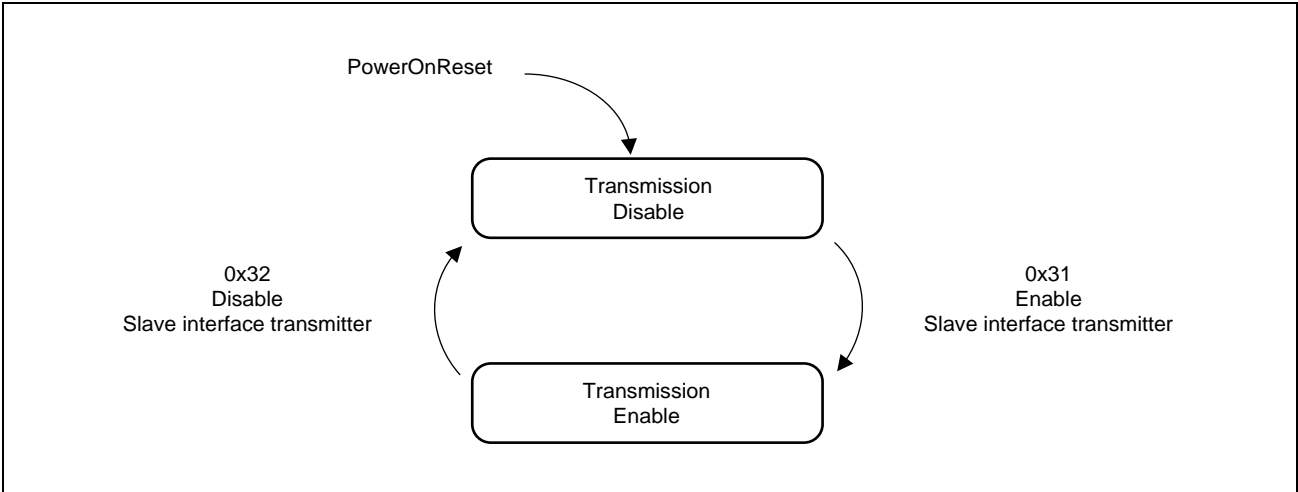 PowerOnReset
Transmission
Disable
0x32
Disable
Slave interface transmitter
0x31
Enable
Slave interface transmitter
Transmission
Enable